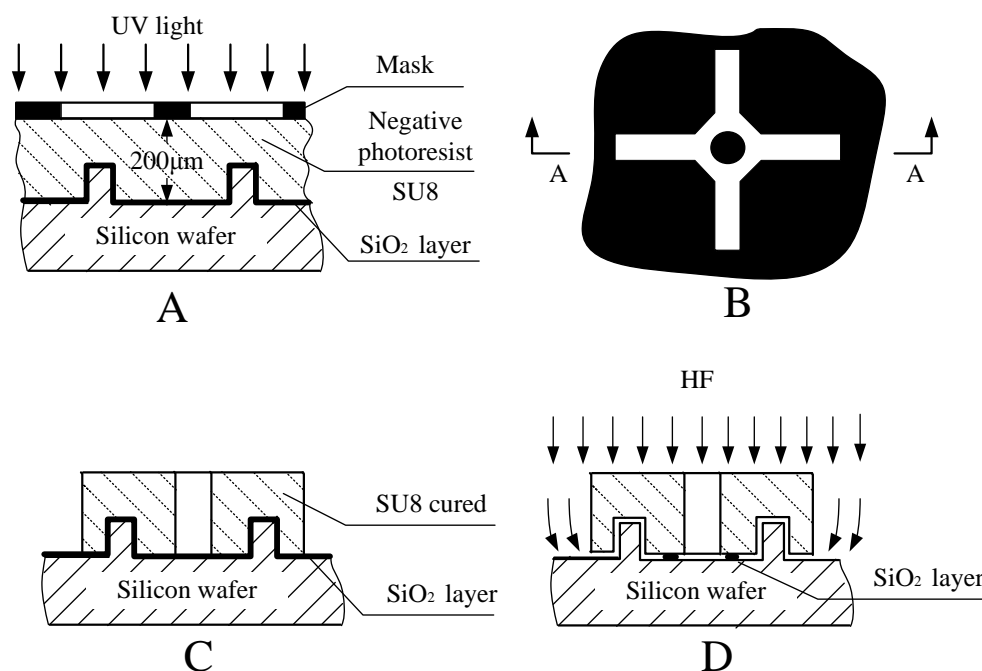 UV light
Mask
Negative
photoresist
SU8
200μm
Silicon wafer
SiO₂ layer
A
A
A
B
HF
SU8 cured
Silicon wafer
SiO₂ layer
C
Silicon wafer
SiO₂ layer
D